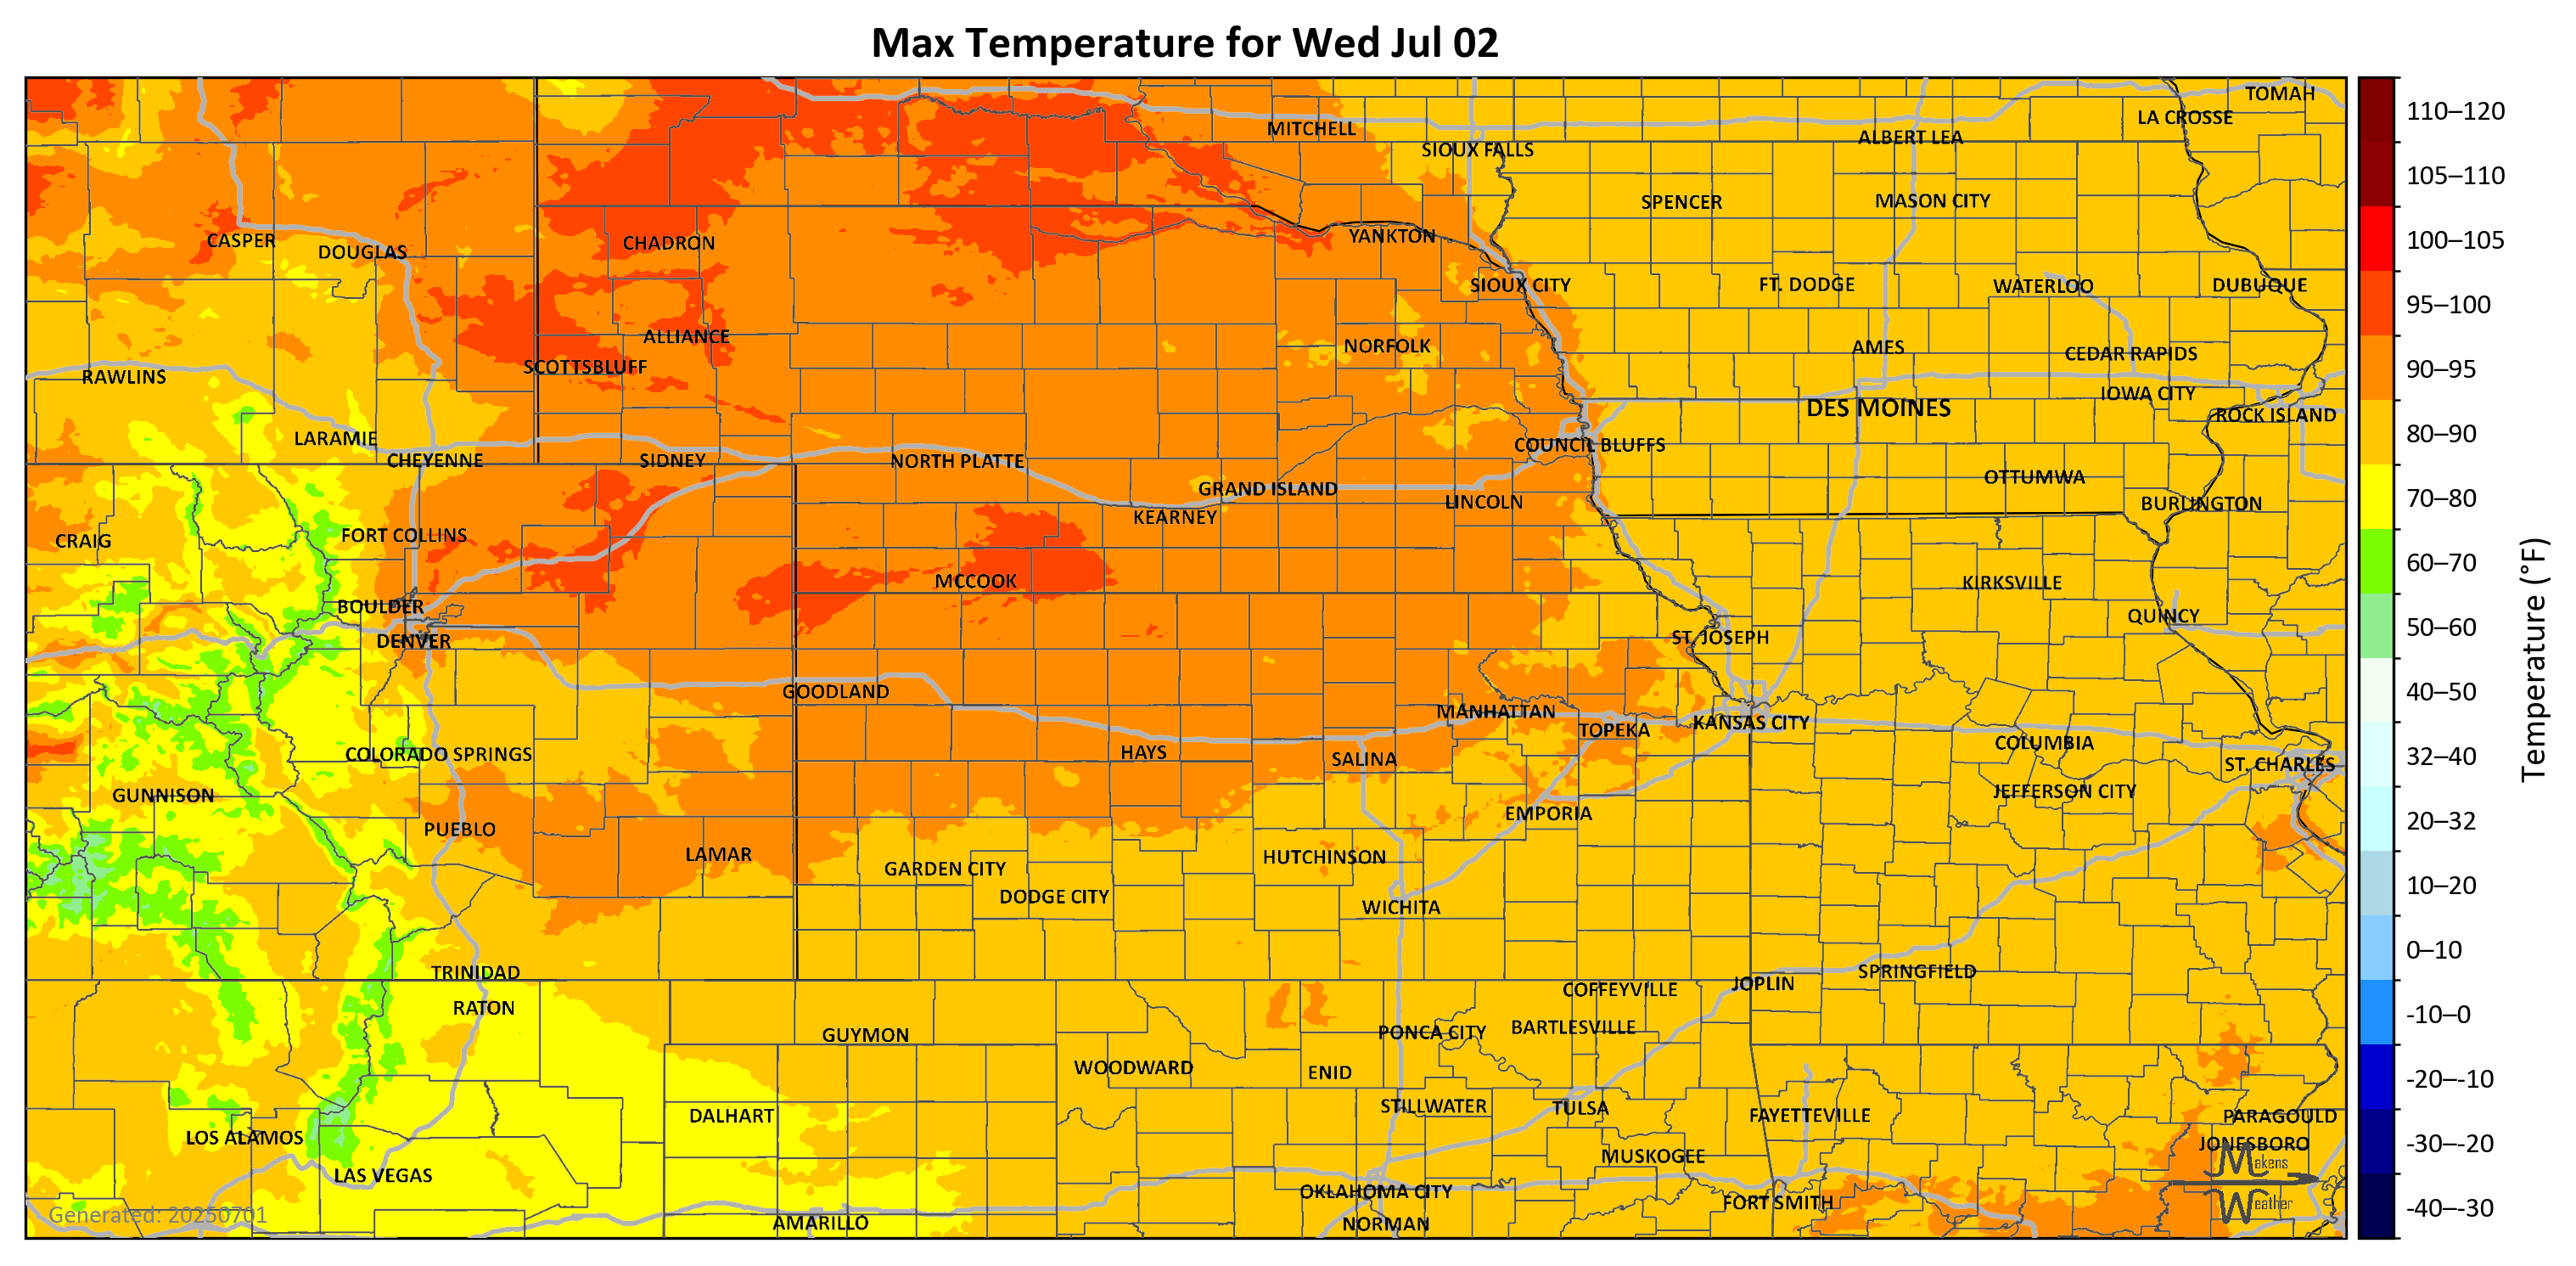 Max Temperature for Wed Jul 02
TOMAH
LA CROSSE
MITCHELL
ALBERT LEA
SIOUX FALLS
SPENCER
MASON CITY
CASPER
DOUGLAS
CHADRON
YANKTON
SIOUX CITY
FT. DODGE
WATERLOO
DUBUQUE
ALLIANCE
NORFOLK
AMES
CEDAR RAPIDS
SCOTTSBLUFF
RAWLINS
IOWA CITY
DES MOINES
ROCK ISLAND
LARAMIE
COUNCIL BLUFFS
CHEYENNE
SIDNEY
NORTH PLATTE
OTTUMWA
GRAND ISLAND
LINCOLN
BURLINGTON
KEARNEY
FORT COLLINS
CRAIG
MCCOOK
KIRKSVILLE
BOULDER
QUINCY
DENVER
ST. JOSEPH
GOODLAND
MANHATTAN
TOPEKA
KANSAS CITY
COLUMBIA
COLORADO SPRINGS
HAYS
SALINA
ST. CHARLES
GUNNISON
JEFFERSON CITY
EMPORIA
PUEBLO
LAMAR
HUTCHINSON
GARDEN CITY
DODGE CITY
WICHITA
TRINIDAD
SPRINGFIELD
JOPLIN
COFFEYVILLE
RATON
GUYMON
PONCA CITY
BARTLESVILLE
WOODWARD
ENID
DALHART
STILLWATER
TULSA
FAYETTEVILLE
PARAGOULD
LOS ALAMOS
JONESBORO
MUSKOGEE
LAS VEGAS
OKLAHOMA CITY
FORT SMITH
AMARILLO
NORMAN
Generated: 20250701
Makens
Weather
110–120
105–110
100–105
95–100
90–95
80–90
70–80
60–70
50–60
40–50
32–40
20–32
10–20
0–10
-10–0
-20–-10
-30–-20
-40–-30
Temperature (°F)